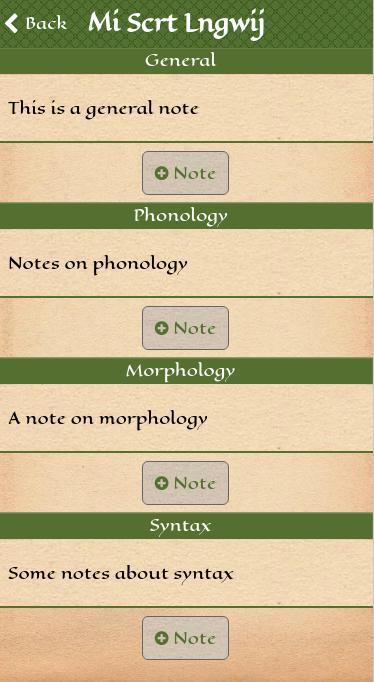 Back Mi Scrt Lngwij
General
This is a general note
Note
Phonology
Notes on phonology
Note
Morphology
A note on morphology
Note
Syntax
Some notes about syntax
Note